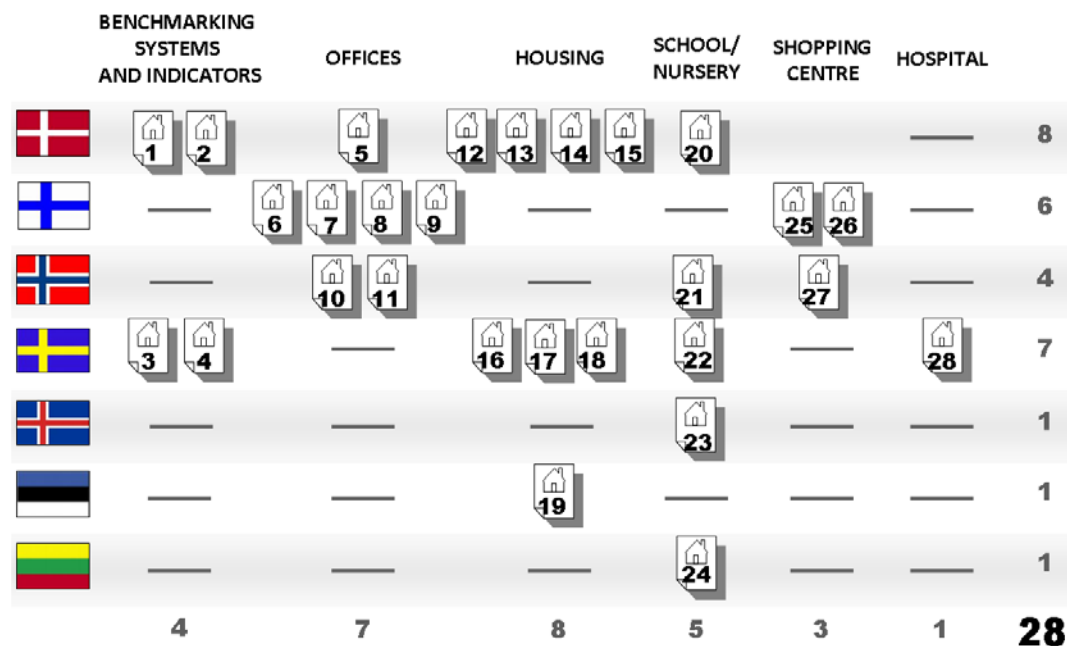 BENCHMARKING
SYSTEMS
AND INDICATORS
OFFICES
HOUSING
SCHOOL/
NURSERY
SHOPPING
CENTRE
HOSPITAL
1 2 5 12 13 14 15 20 8
6 7 8 9 25 26 6
10 11 21 27 4
3 4 16 17 18 22 28 7
23 1
19 1
24 1
4 7 8 5 3 1 28